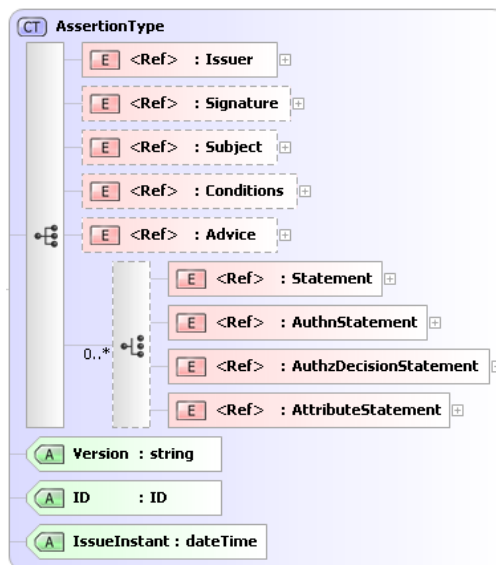 CT AssertionType
E <Ref> : Issuer
E <Ref> : Signature
E <Ref> : Subject
E <Ref> : Conditions
E <Ref> : Advice
E <Ref> : Statement
E <Ref> : AuthnStatement
0..*
E <Ref> : AuthzDecisionStatement
E <Ref> : AttributeStatement
A Version : string
A ID : ID
A IssueInstant : dateTime